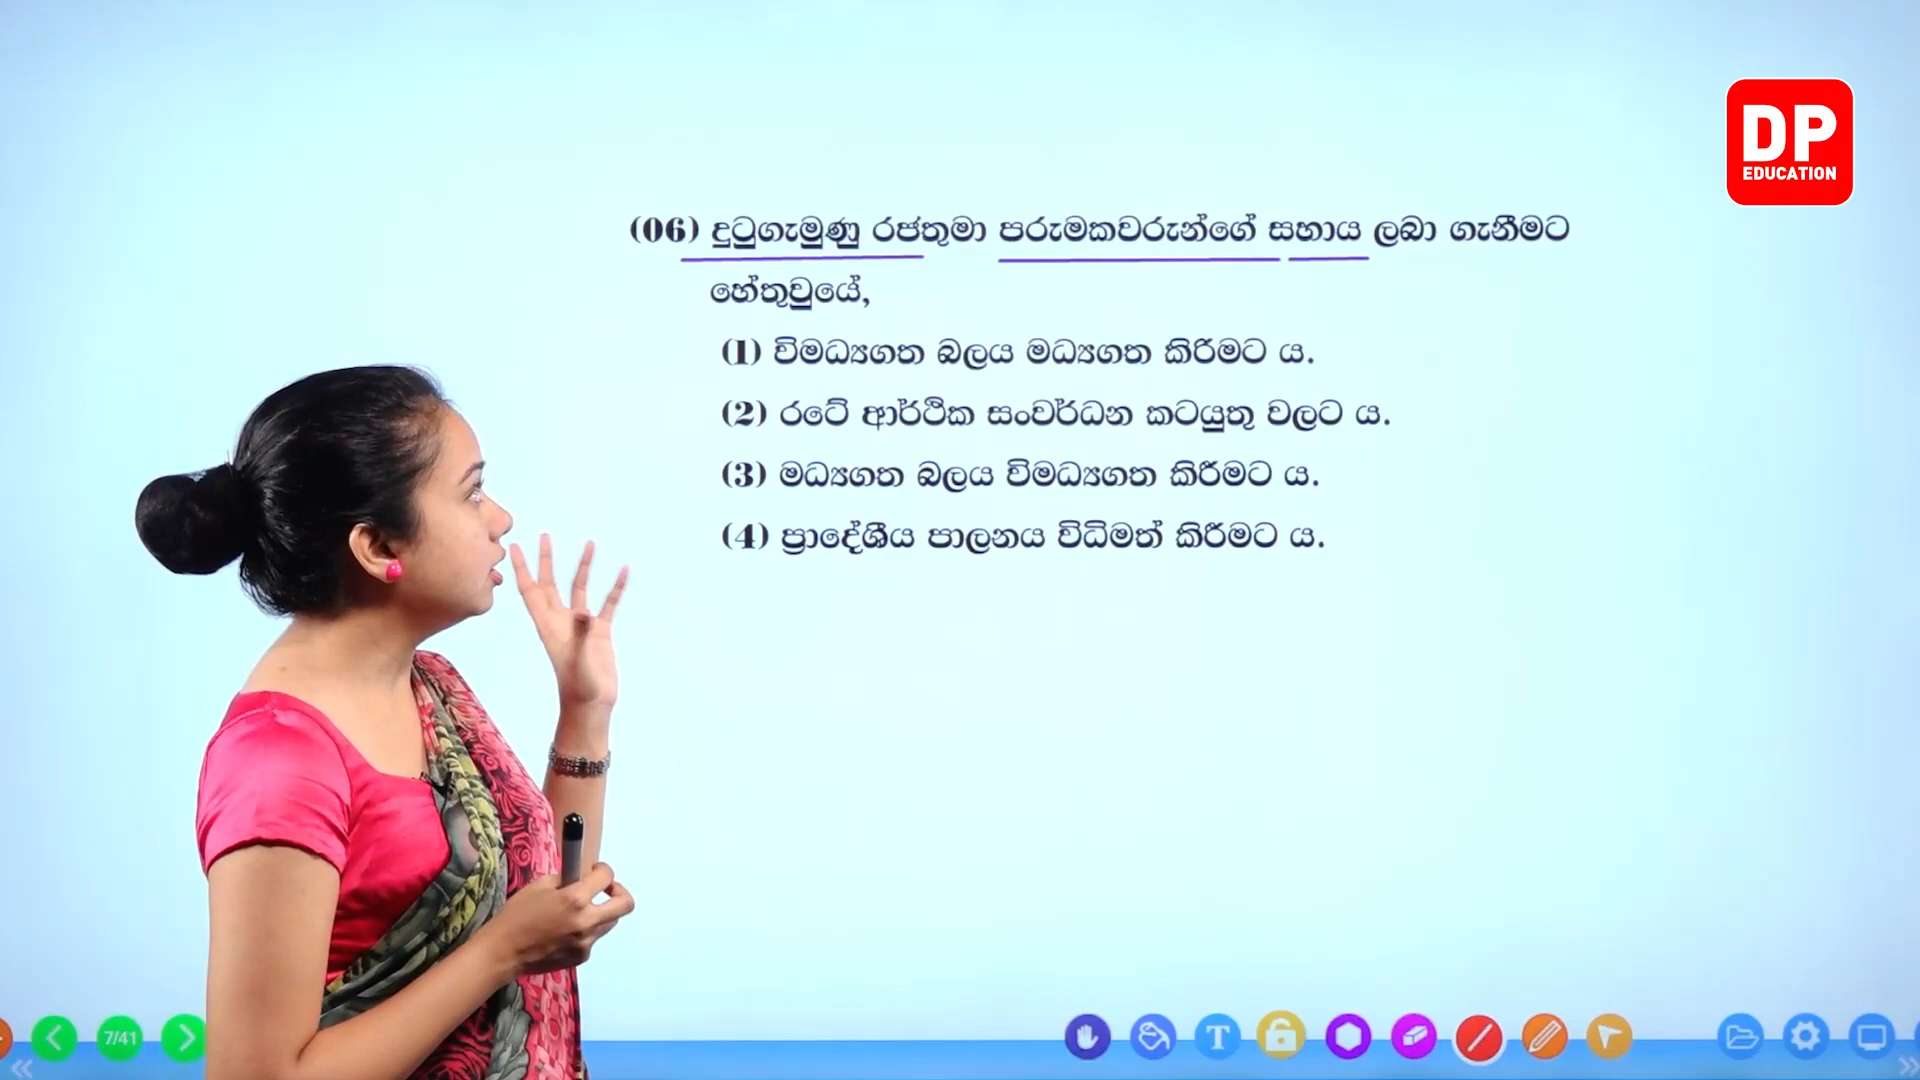 DP
EDUCATION
(06) දුටුගැමුණු රජතුමා පරුමකවරුන්ගේ සහාය ලබා ගැනීමට
හේතුවුයේ,
(1) විමධ්‍යගත බලය මධ්‍යගත කිරීමට ය.
(2) රටේ ආර්ථික සංවර්ධන කටයුතු වලට ය.
(3) මධ්‍යගත බලය විමධ්‍යගත කිරීමට ය.
(4) ප්‍රාදේශීය පාලනය විධිමත් කිරීමට ය.
7/41
T